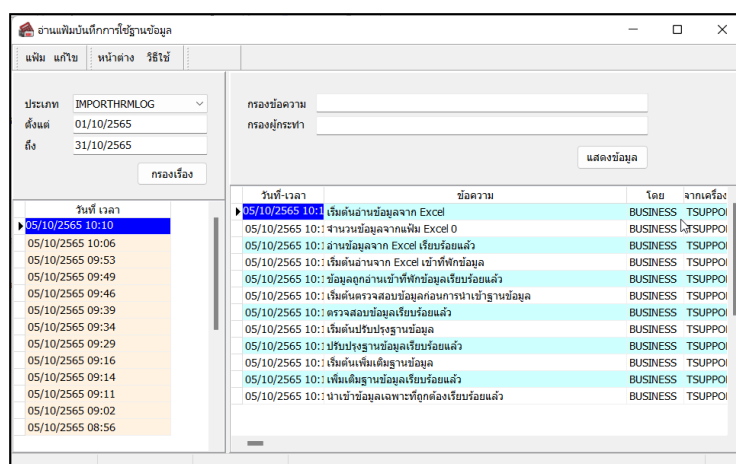 อ่านแฟ้มบันทึกการใช้ฐานข้อมูล
แฟ้ม แก้ไข หน้าต่าง วิธีใช้
ประเภท IMPORTHRMLOG
ตั้งแต่ 01/10/2565
ถึง 31/10/2565
กรองเรื่อง
วันที่ เวลา
05/10/2565 10:10
05/10/2565 10:06
05/10/2565 09:53
05/10/2565 09:49
05/10/2565 09:46
05/10/2565 09:39
05/10/2565 09:34
05/10/2565 09:29
05/10/2565 09:16
05/10/2565 09:14
05/10/2565 09:11
05/10/2565 09:02
05/10/2565 08:56
กรองข้อความ
กรองผู้กระทำ
แสดงข้อมูล
วันที่-เวลา ข้อความ โดย จากเครื่อง
05/10/2565 10:1 เริ่มต้นอ่านข้อมูลจาก Excel BUSINESS TSUPPO
05/10/2565 10:1 จำนวนข้อมูลจากแฟ้ม Excel 0 BUSINESS TSUPPO
05/10/2565 10:1 อ่านข้อมูลจาก Excel เรียบร้อยแล้ว BUSINESS TSUPPO
05/10/2565 10:1 เริ่มต้นอ่านจาก Excel เข้าที่พักข้อมูล BUSINESS TSUPPO
05/10/2565 10:1 ข้อมูลถูกอ่านเข้าที่พักข้อมูลเรียบร้อยแล้ว BUSINESS TSUPPO
05/10/2565 10:1 เริ่มต้นตรวจสอบข้อมูลก่อนการนำเข้าฐานข้อมูล BUSINESS TSUPPO
05/10/2565 10:1 ตรวจสอบข้อมูลเรียบร้อยแล้ว BUSINESS TSUPPO
05/10/2565 10:1 เริ่มต้นปรับปรุงฐานข้อมูล BUSINESS TSUPPO
05/10/2565 10:1 ปรับปรุงฐานข้อมูลเรียบร้อยแล้ว BUSINESS TSUPPO
05/10/2565 10:1 เริ่มต้นเพิ่มเติมฐานข้อมูล BUSINESS TSUPPO
05/10/2565 10:1 เพิ่มเติมฐานข้อมูลเรียบร้อยแล้ว BUSINESS TSUPPO
05/10/2565 10:1 นำเข้าข้อมูลเฉพาะที่ถูกต้องเรียบร้อยแล้ว BUSINESS TSUPPO